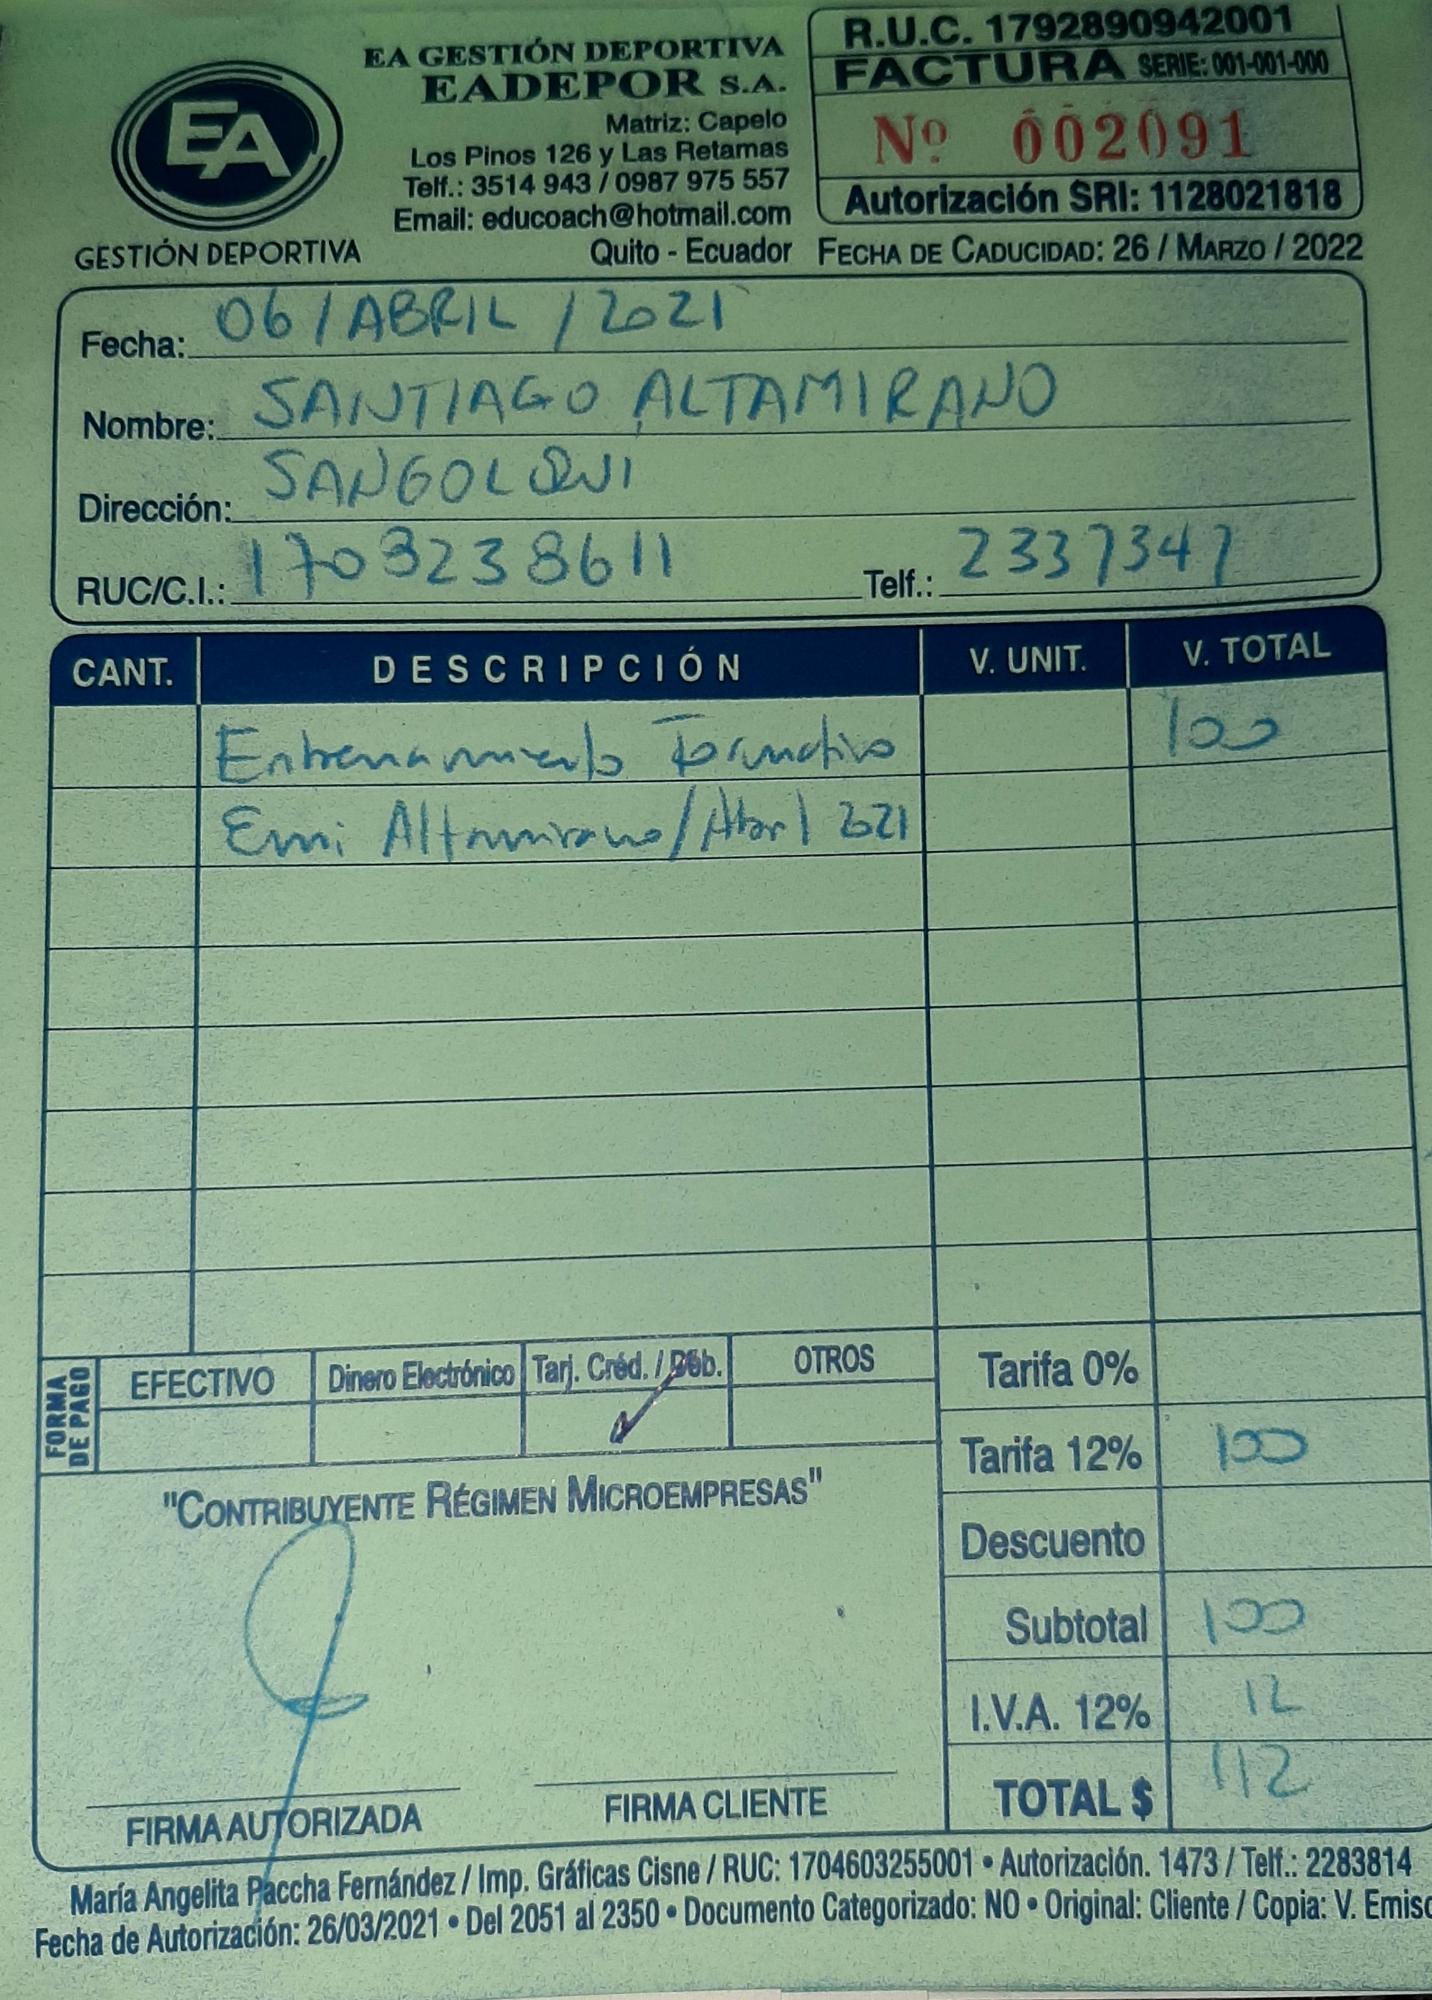 EA
GESTIÓN DEPORTIVA
EA GESTIÓN DEPORTIVA
EADEPOR S.A.
Matriz: Capelo
Los Pinos 126 y Las Retamas
Telf.: 3514 943 / 0987 975 557
Email: educoach@hotmail.com
Quito - Ecuador
R.U.C. 1792890942001
FACTURA SERIE: 001-001-000
Nº 002091
Autorización SRI: 1128021818
FECHA DE CADUCIDAD: 26 / MARZO / 2022
Fecha: 06 / ABRIL / 2021
Nombre: SANTIAGO ALTAMIRANO
Dirección: SANGOLQUI
RUC/C.I.: 1703238611 Telf.: 2337347
CANT. DESCRIPCIÓN V. UNIT. V. TOTAL
Entrenamiento Formativo 100
Emi Altamirano / Abril 2021
FORMA DE PAGO
EFECTIVO Dinero Electrónico Tarj. Créd. / Déb. OTROS
Tarifa 0%
Tarifa 12% 100
"CONTRIBUYENTE RÉGIMEN MICROEMPRESAS"
Descuento
Subtotal 100
I.V.A. 12% 12
TOTAL $ 112
FIRMA AUTORIZADA FIRMA CLIENTE
María Angelita Paccha Fernández / Imp. Gráficas Cisne / RUC: 1704603255001 • Autorización. 1473 / Telf.: 2283814
Fecha de Autorización: 26/03/2021 • Del 2051 al 2350 • Documento Categorizado: NO • Original: Cliente / Copia: V. Emiso